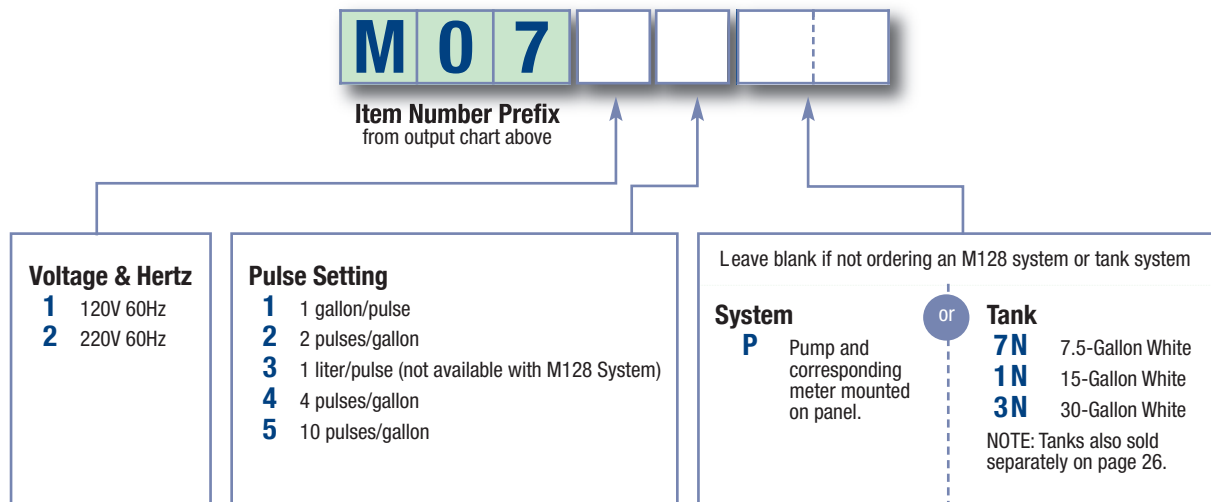 M 0 7
Item Number Prefix
from output chart above
Voltage & Hertz
1 120V 60Hz
2 220V 60Hz
Pulse Setting
1 1 gallon/pulse
2 2 pulses/gallon
3 1 liter/pulse (not available with M128 System)
4 4 pulses/gallon
5 10 pulses/gallon
Leave blank if not ordering an M128 system or tank system
System
P Pump and
corresponding
meter mounted
on panel.
or
Tank
7N 7.5-Gallon White
1N 15-Gallon White
3N 30-Gallon White
NOTE: Tanks also sold
separately on page 26.